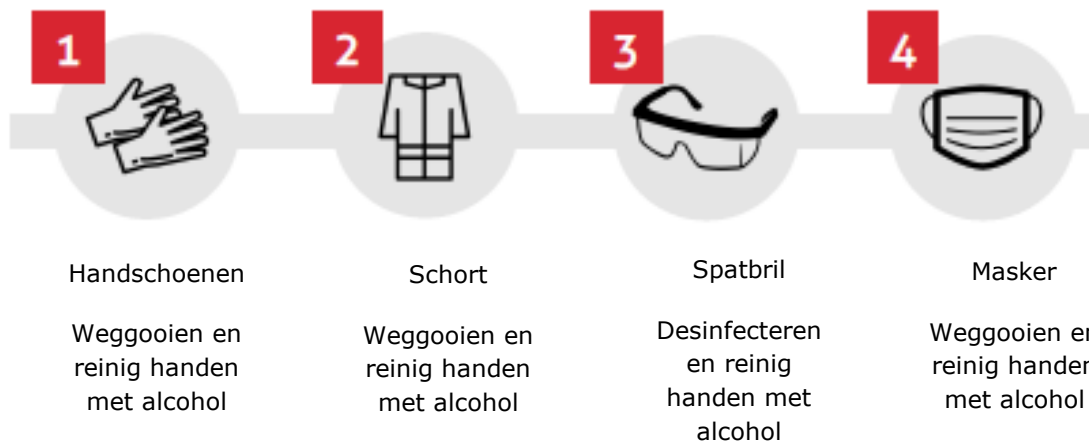 1
2
3
4
Handschoenen
Weggooien en
reinig handen
met alcohol
Schort
Weggooien en
reinig handen
met alcohol
Spatbril
Desinfecteren
en reinig
handen met
alcohol
Masker
Weggooien
reinig
met alcohol